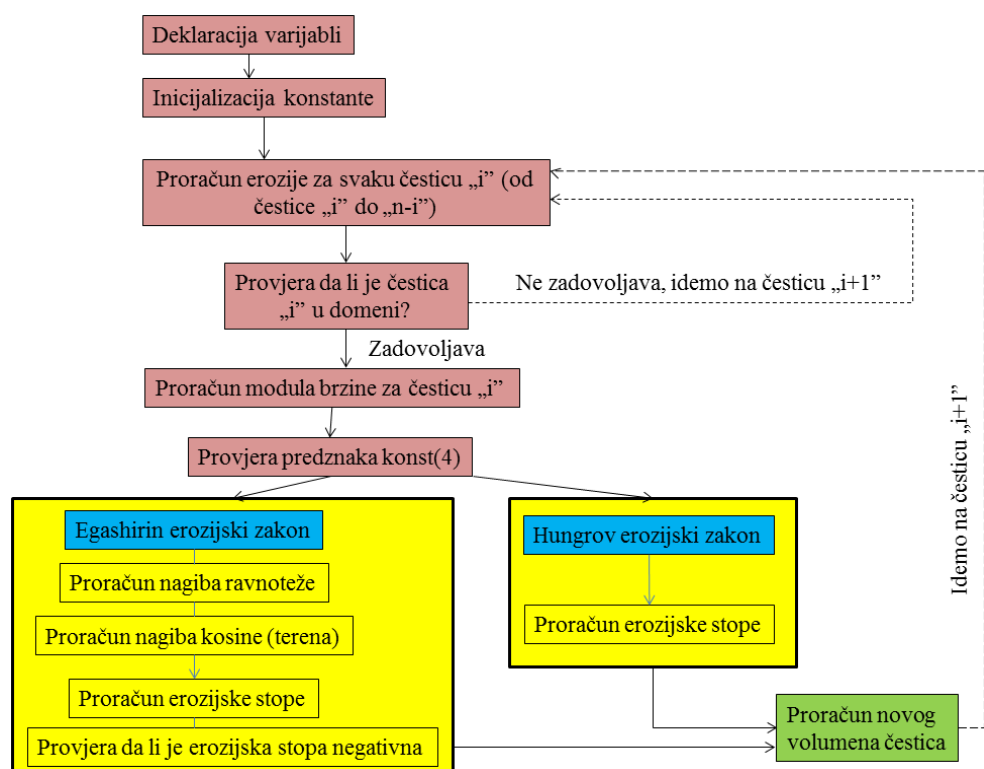 Deklaracija varijabli
Inicijalizacija konstante
Proračun erozije za svaku česticu „i” (od
čestice „i” do „n-i”)
Provjera da li je čestica
„i” u domeni?
Ne zadovoljava, idemo na česticu „i+1”
Zadovoljava
Proračun modula brzine za česticu „i”
Provjera predznaka konst(4)
Idemo na česticu „i+1”
Egashirin erozijski zakon
Proračun nagiba ravnoteže
Proračun nagiba kosine (terena)
Proračun erozijske stope
Provjera da li je erozijska stopa negativna
Hungrov erozijski zakon
Proračun erozijske stope
Proračun novog
volumena čestica